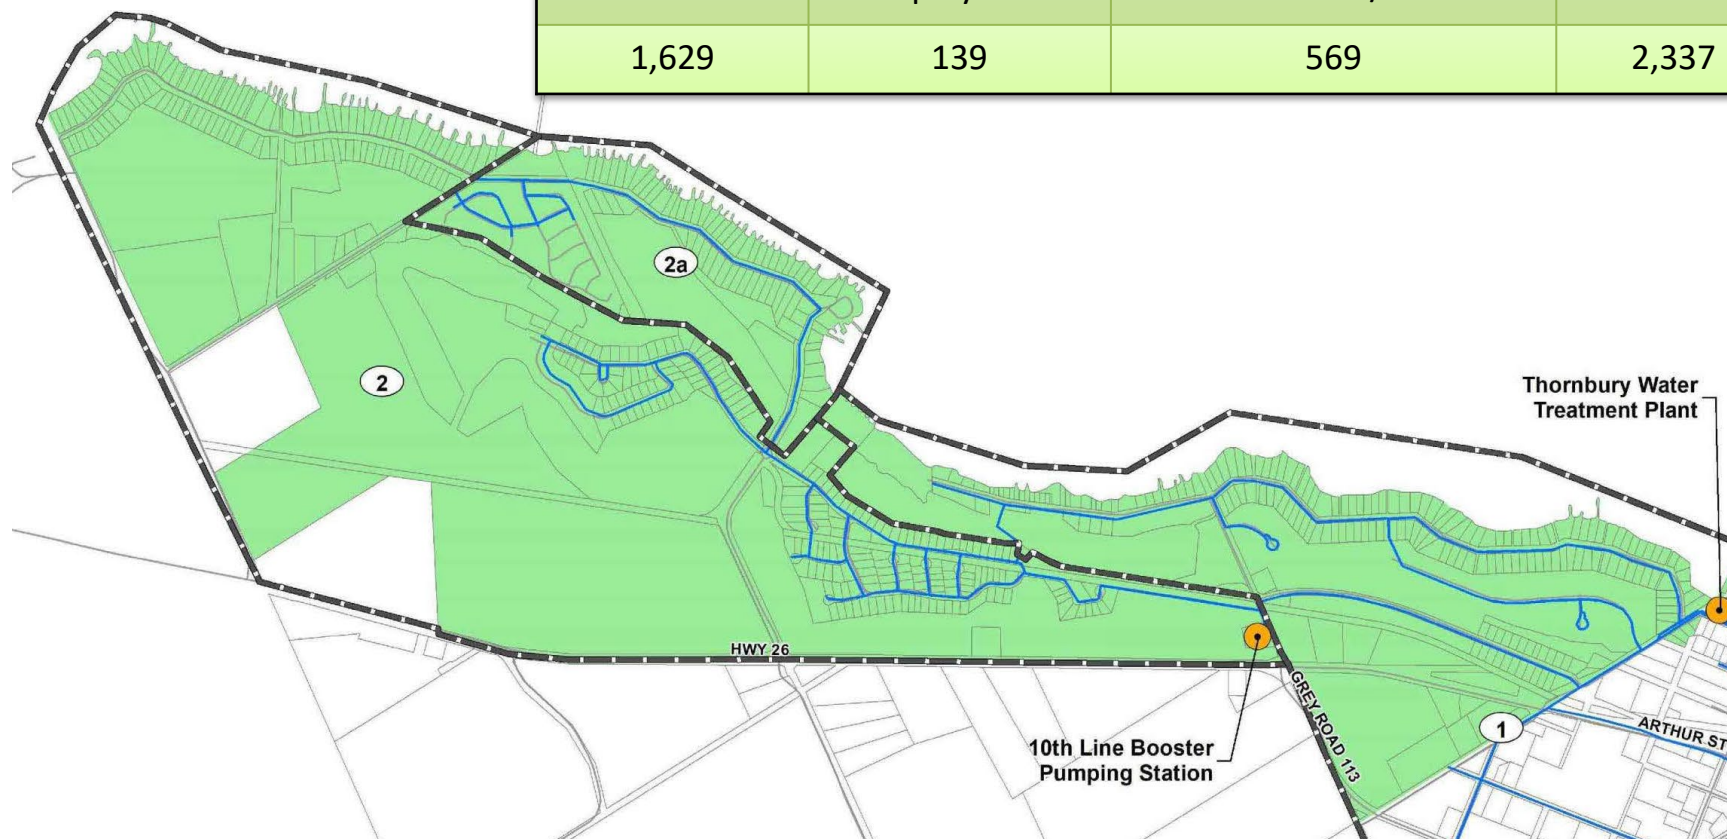 1,629 139 569 2,337
2a
2
Thornbury Water
Treatment Plant
HWY 26
GREY ROAD 113
1
ARTHUR ST
10th Line Booster
Pumping Station